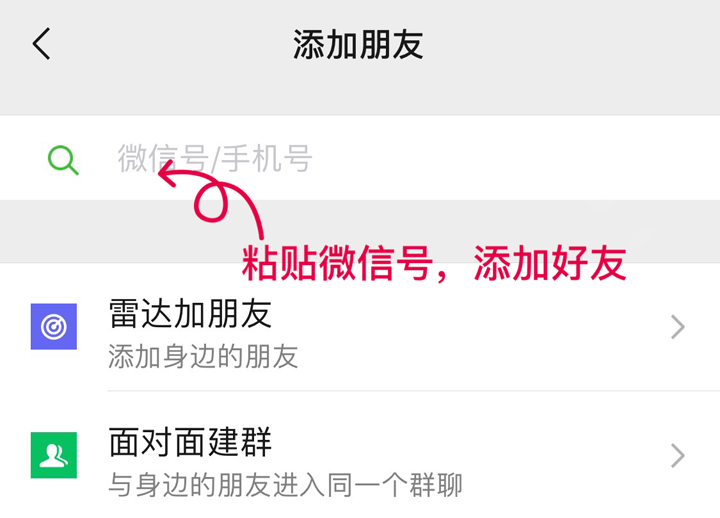 添加朋友
微信号/手机号
粘贴微信号，添加好友
雷达加朋友
添加身边的朋友
面对面建群
与身边的朋友进入同一个群聊